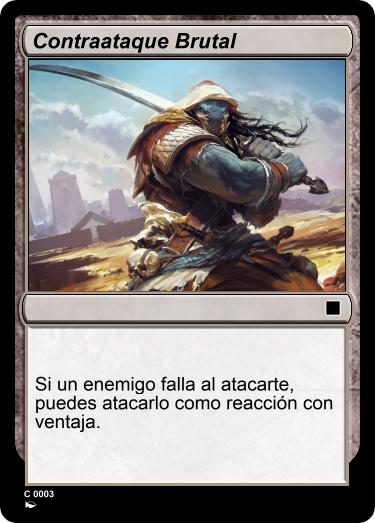 Contraataque Brutal
Si un enemigo falla al atacarte,
puedes atacarlo como reacción con
ventaja.
C 0003